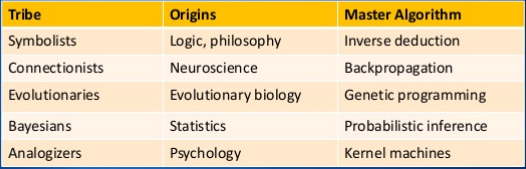 Tribe Origins Master Algorithm
Symbolists Logic, philosophy Inverse deduction
Connectionists Neuroscience Backpropagation
Evolutionaries Evolutionary biology Genetic programming
Bayesians Statistics Probabilistic inference
Analogizers Psychology Kernel machines